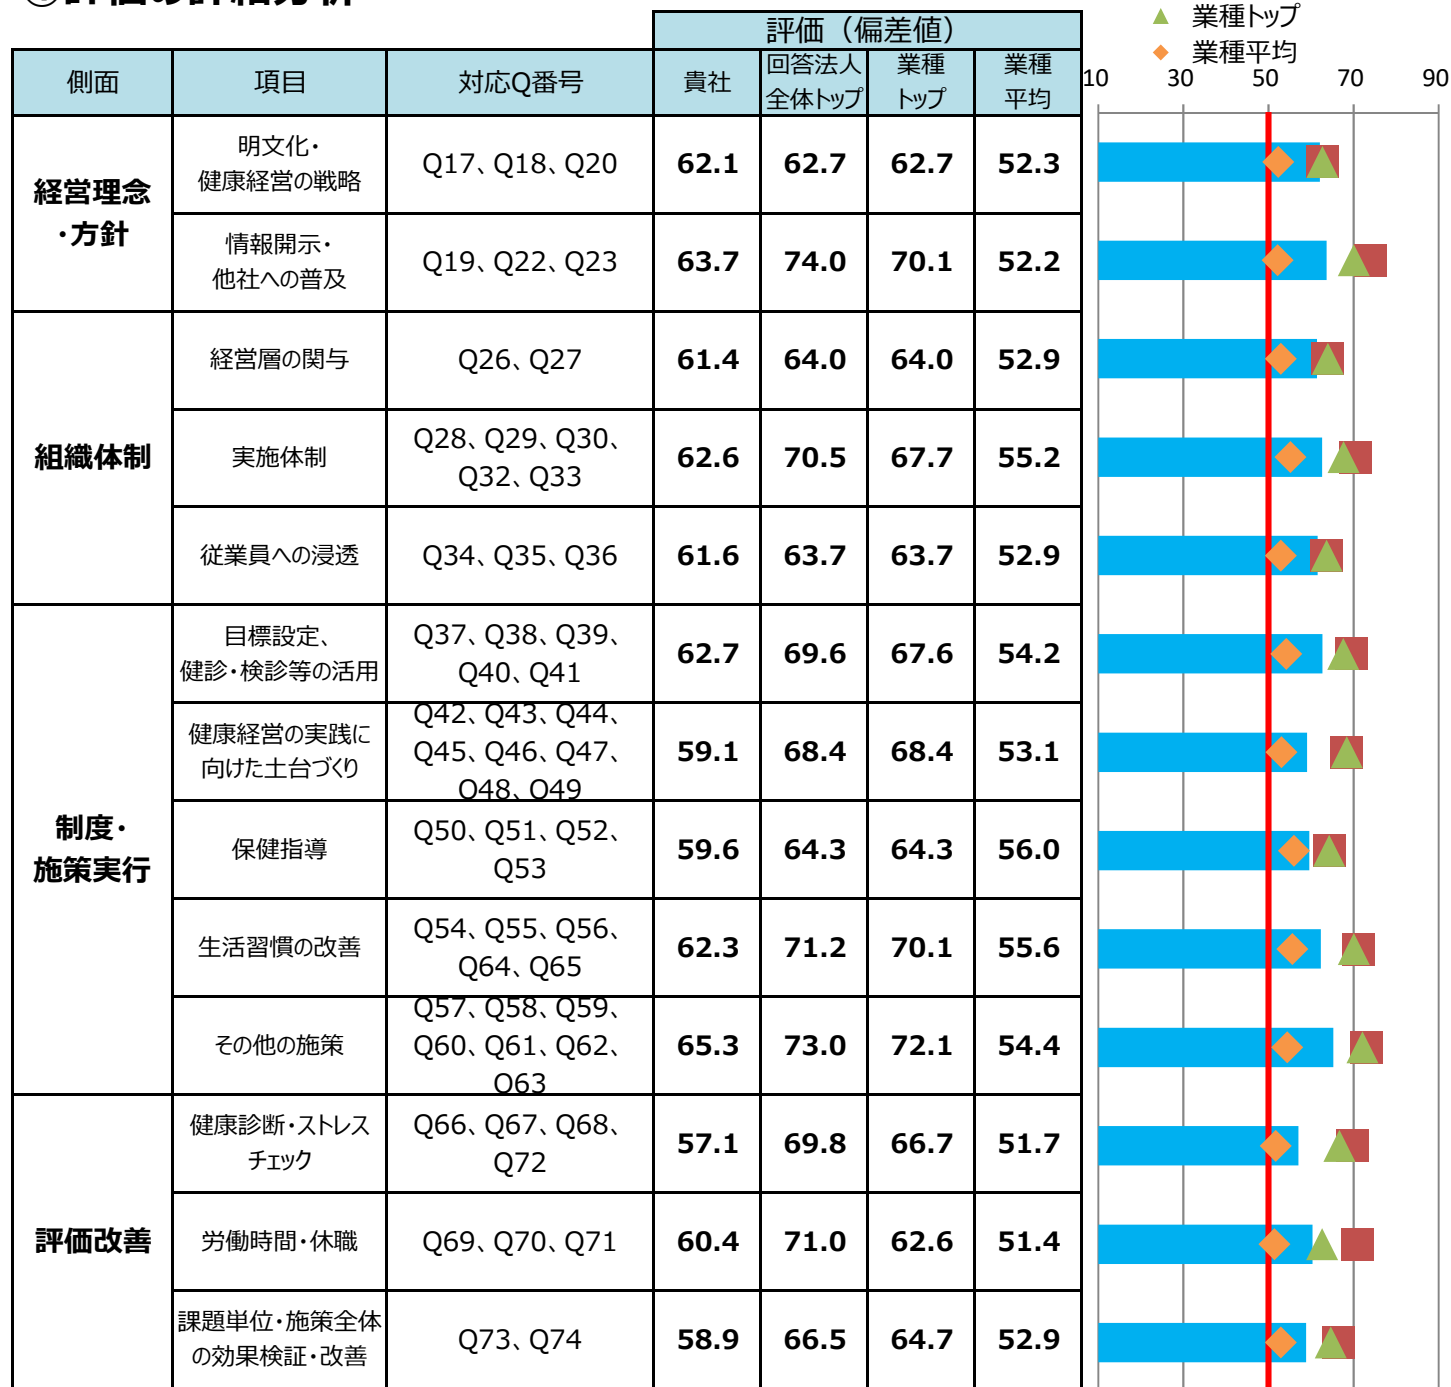 評価(偏差値)
▲ 業種トップ
◆ 業種平均
側面 項目 対応Q番号 貴社 回答法人 業種 業種
全体トップ トップ 平均
10 30 50 70 90
経営理念
・方針
明文化・
健康経営の戦略
Q17、Q18、Q20 62.1 62.7 62.7 52.3
情報開示・
他社への普及
Q19、Q22、Q23 63.7 74.0 70.1 52.2
組織体制
経営層の関与 Q26、Q27 61.4 64.0 64.0 52.9
実施体制
Q28、Q29、Q30、
Q32、Q33
62.6 70.5 67.7 55.2
従業員への浸透 Q34、Q35、Q36 61.6 63.7 63.7 52.9
制度・
施策実行
目標設定、
健診・検診等の活用
Q37、Q38、Q39、
Q40、Q41
62.7 69.6 67.6 54.2
健康経営の実践に
向けた土台づくり
Q42、Q43、Q44、
Q45、Q46、Q47、
Q48、Q49
59.1 68.4 68.4 53.1
保健指導
Q50、Q51、Q52、
Q53
59.6 64.3 64.3 56.0
生活習慣の改善
Q54、Q55、Q56、
Q64、Q65
62.3 71.2 70.1 55.6
その他の施策
Q57、Q58、Q59、
Q60、Q61、Q62、
Q63
65.3 73.0 72.1 54.4
評価改善
健康診断・ストレス
チェック
Q66、Q67、Q68、
Q72
57.1 69.8 66.7 51.7
労働時間・休職 Q69、Q70、Q71 60.4 71.0 62.6 51.4
課題単位・施策全体
の効果検証・改善
Q73、Q74 58.9 66.5 64.7 52.9